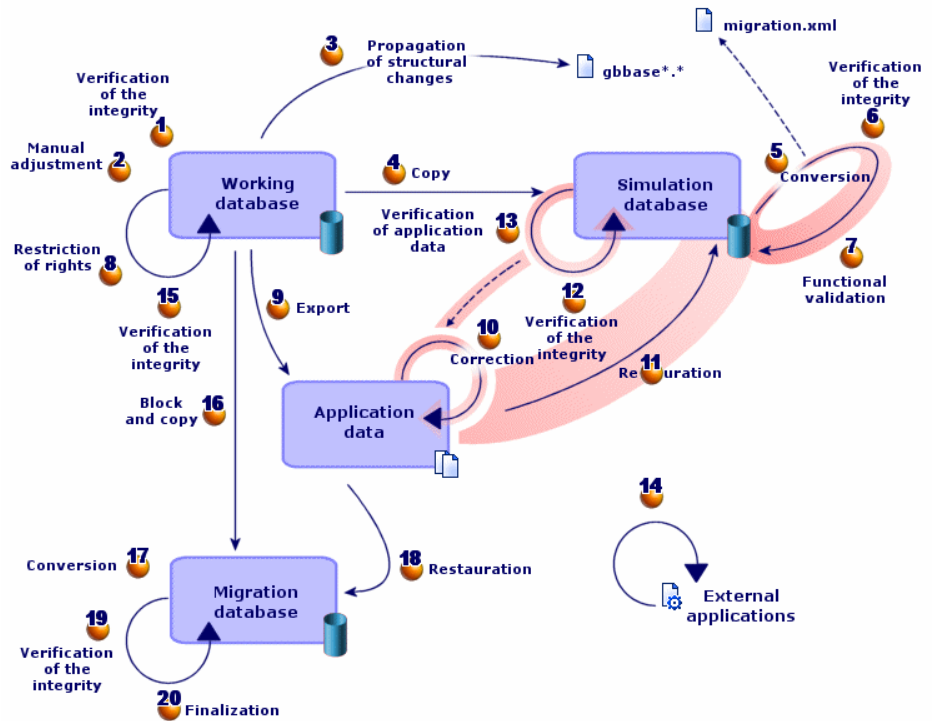 migration.xml
3
Propagation
of structural
changes
gbbase*.*
Verification
of the
integrity
6
Verification
of the
integrity
1
Manual
adjustment
2
Working
database
4
Copy
Simulation
database
5
Conversion
Verification
of application
data
13
Restriction
of rights
8
7
Functional
validation
15
Verification
of the
integrity
9
Export
12
Verification
of the
integrity
10
Correction
11
Re
uration
Block
and copy
16
Application
data
14
Conversion
17
18
Restauration
Migration
database
External
applications
19
Verification
of the
integrity
20
Finalization